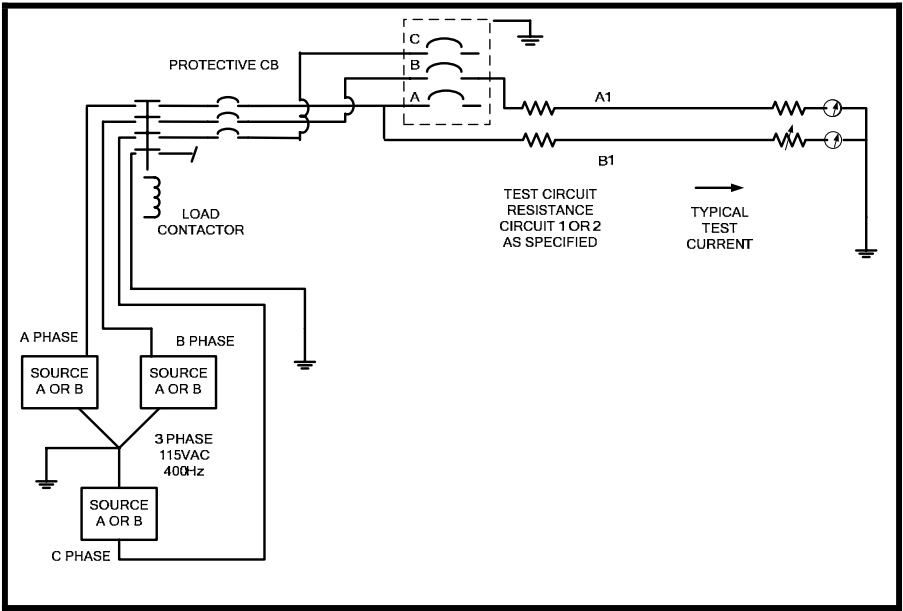 C
PROTECTIVE CB
B
A
A1
B1
TEST CIRCUIT
RESISTANCE
CIRCUIT 1 OR 2
AS SPECIFIED
TYPICAL
TEST
CURRENT
LOAD
CONTACTOR
A PHASE
B PHASE
SOURCE
A OR B
SOURCE
A OR B
3 PHASE
115VAC
400Hz
SOURCE
A OR B
C PHASE